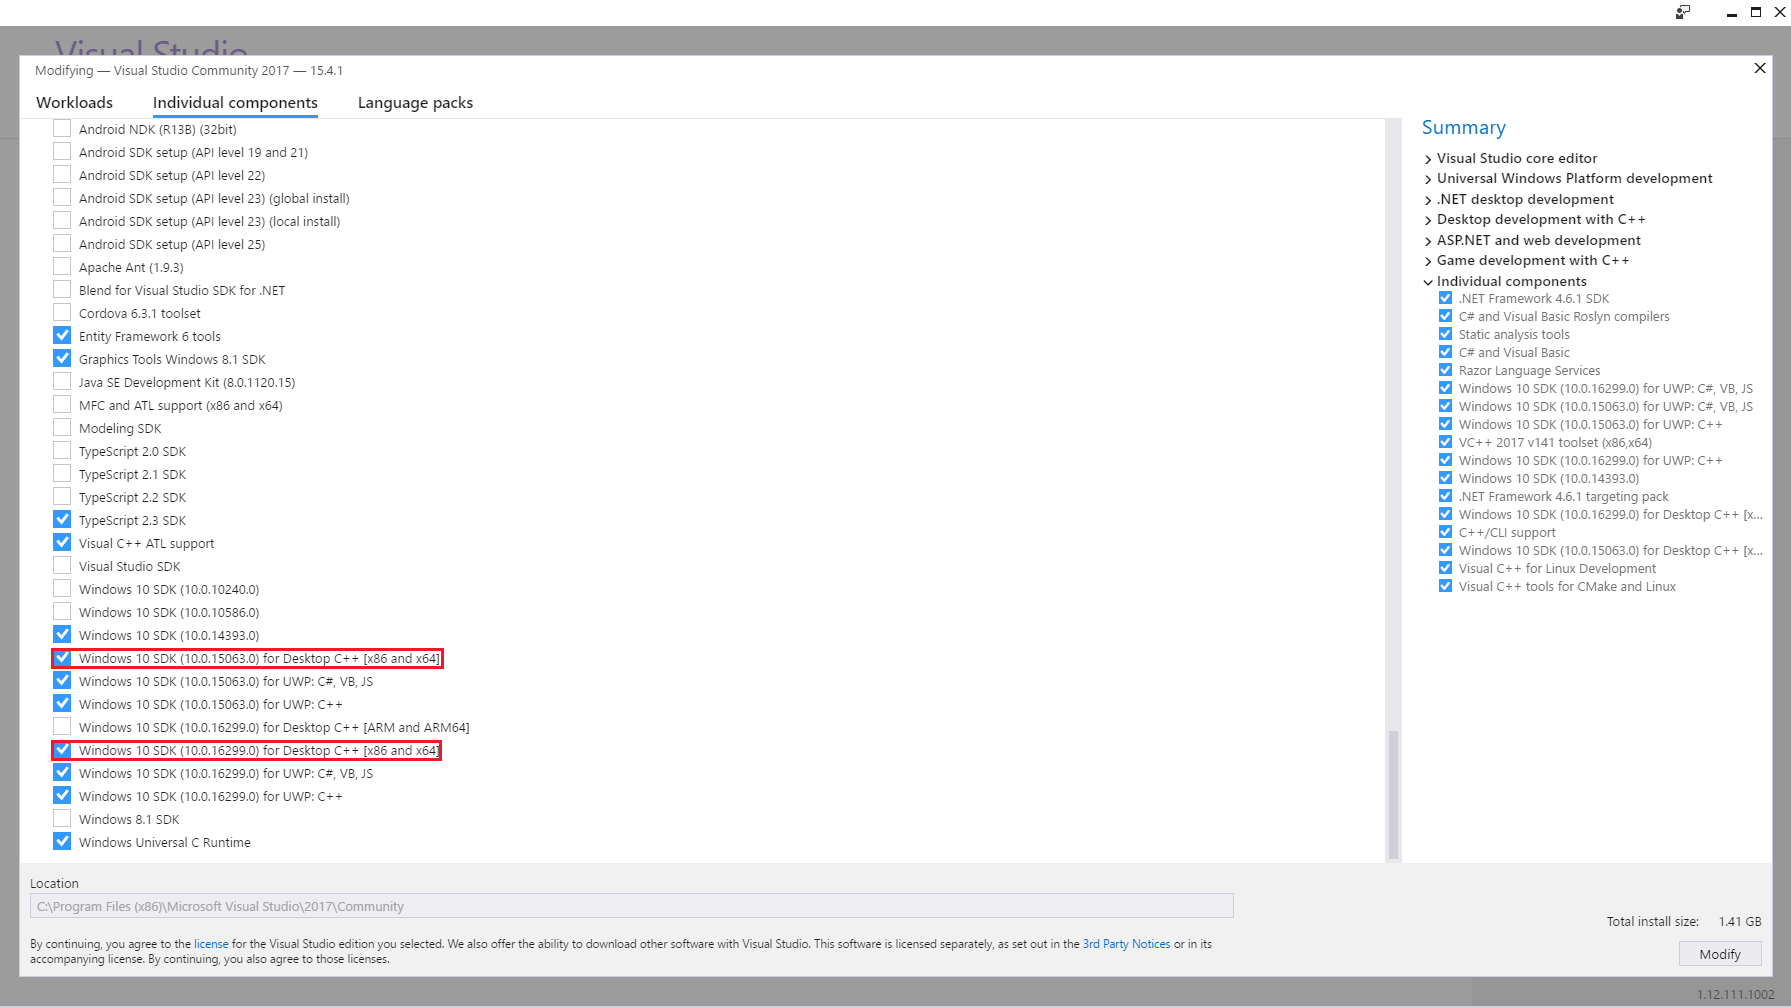 Visual Studio
Modifying — Visual Studio Community 2017 — 15.4.1
Workloads
Individual components
Language packs
Android NDK (R13B) (32bit)
Android SDK setup (API level 19 and 21)
Android SDK setup (API level 22)
Android SDK setup (API level 23) (global install)
Android SDK setup (API level 23) (local install)
Android SDK setup (API level 25)
Apache Ant (1.9.3)
Blend for Visual Studio SDK for .NET
Cordova 6.3.1 toolset
Entity Framework 6 tools
Graphics Tools Windows 8.1 SDK
Java SE Development Kit (8.0.1120.15)
MFC and ATL support (x86 and x64)
Modeling SDK
TypeScript 2.0 SDK
TypeScript 2.1 SDK
TypeScript 2.2 SDK
TypeScript 2.3 SDK
Visual C++ ATL support
Visual Studio SDK
Windows 10 SDK (10.0.10240.0)
Windows 10 SDK (10.0.10586.0)
Windows 10 SDK (10.0.14393.0)
Windows 10 SDK (10.0.15063.0) for Desktop C++ [x86 and x64]
Windows 10 SDK (10.0.15063.0) for UWP: C#, VB, JS
Windows 10 SDK (10.0.15063.0) for UWP: C++
Windows 10 SDK (10.0.16299.0) for Desktop C++ [ARM and ARM64]
Windows 10 SDK (10.0.16299.0) for Desktop C++ [x86 and x64]
Windows 10 SDK (10.0.16299.0) for UWP: C#, VB, JS
Windows 10 SDK (10.0.16299.0) for UWP: C++
Windows 8.1 SDK
Windows Universal C Runtime
Summary
Visual Studio core editor
Universal Windows Platform development
.NET desktop development
Desktop development with C++
ASP.NET and web development
Game development with C++
Individual components
.NET Framework 4.6.1 SDK
C# and Visual Basic Roslyn compilers
Static analysis tools
C# and Visual Basic
Razor Language Services
Windows 10 SDK (10.0.16299.0) for UWP: C#, VB, JS
Windows 10 SDK (10.0.15063.0) for UWP: C#, VB, JS
Windows 10 SDK (10.0.15063.0) for UWP: C++
VC++ 2017 v141 toolset (x86,x64)
Windows 10 SDK (10.0.16299.0) for UWP: C++
Windows 10 SDK (10.0.14393.0)
.NET Framework 4.6.1 targeting pack
Windows 10 SDK (10.0.16299.0) for Desktop C++ [x...
C++/CLI support
Windows 10 SDK (10.0.15063.0) for Desktop C++ [x...
Visual C++ for Linux Development
Visual C++ tools for CMake and Linux
Location
C:\Program Files (x86)\Microsoft Visual Studio\2017\Community
Total install size: 1.41 GB
By continuing, you agree to the license for the Visual Studio edition you selected. We also offer the ability to download other software with Visual Studio. This software is licensed separately, as set out in the 3rd Party Notices or in its
accompanying license. By continuing, you also agree to those licenses.
Modify
1.12.111.1002